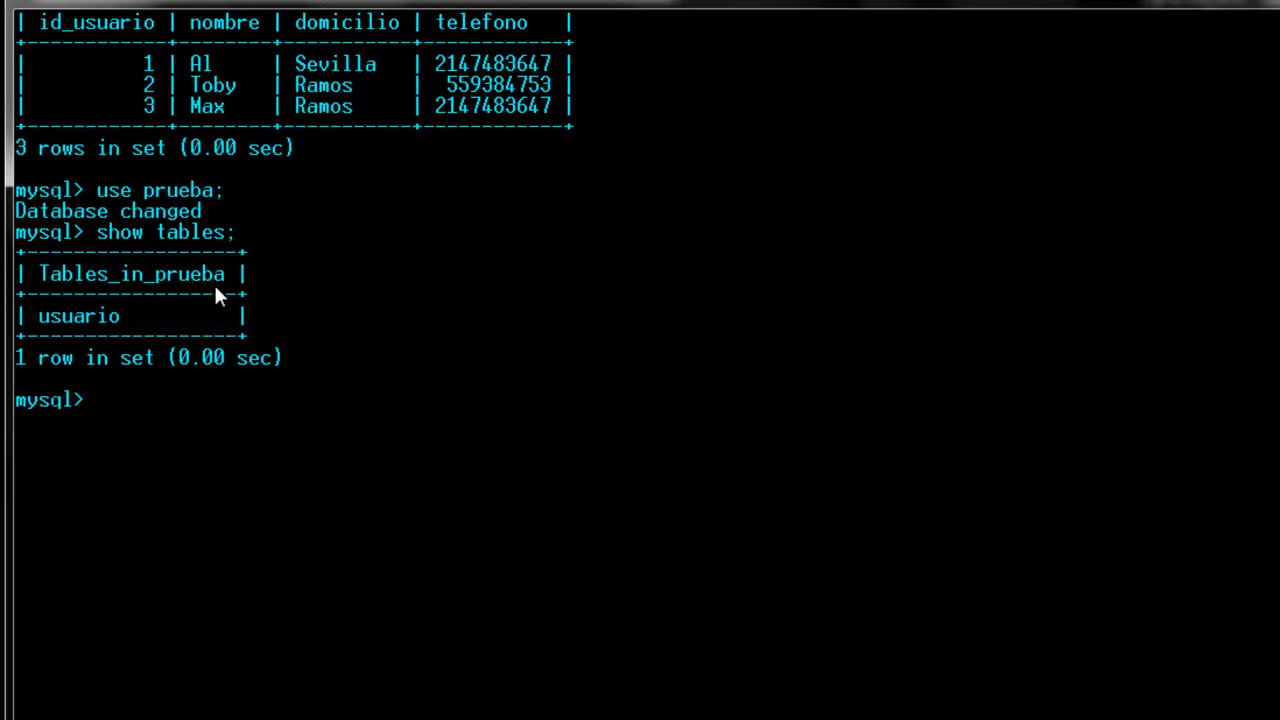 | id_usuario | nombre | domicilio | telefono   |
+------------+--------+-----------+------------+
|          1 | Al     | Sevilla   | 2147483647 |
|          2 | Toby   | Ramos     |  559384753 |
|          3 | Max    | Ramos     | 2147483647 |
+------------+--------+-----------+------------+
3 rows in set (0.00 sec)
mysql> use prueba;
Database changed
mysql> show tables;
+------------------+
| Tables_in_prueba |
+------------------+
| usuario          |
+------------------+
1 row in set (0.00 sec)
mysql>